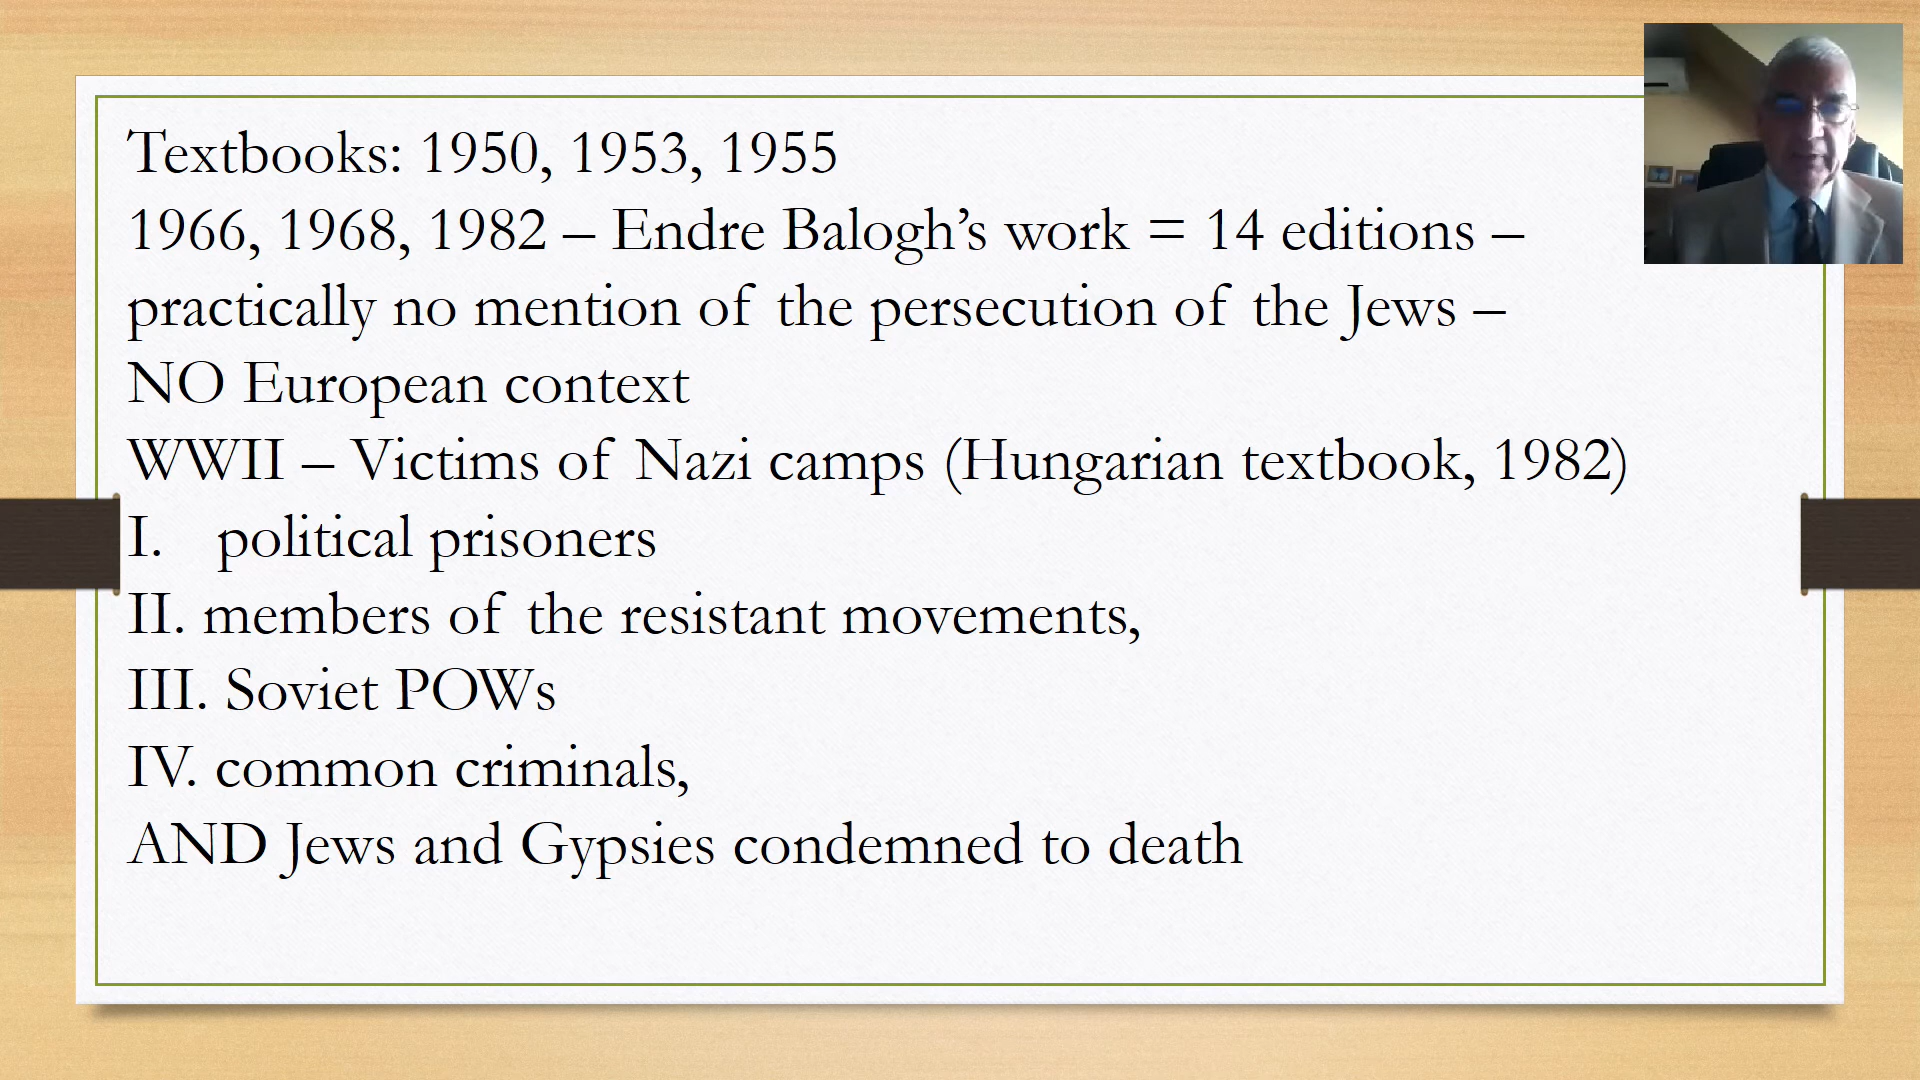 Textbooks: 1950, 1953, 1955
1966, 1968, 1982 – Endre Balogh’s work = 14 editions –
practically no mention of the persecution of the Jews –
NO European context
WWII – Victims of Nazi camps (Hungarian textbook, 1982)
I. political prisoners
II. members of the resistant movements,
III. Soviet POWs
IV. common criminals,
AND Jews and Gypsies condemned to death